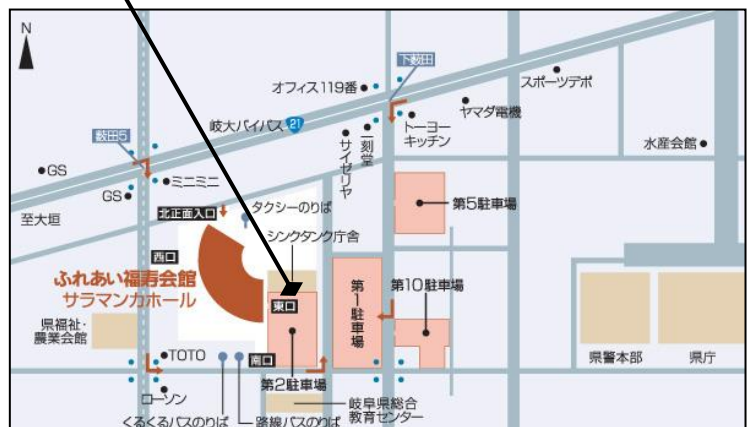 N
下薮田
スポーツデポ
オフィス119番
ヤマダ電機
岐大バイパス 21
トーヨー
キッチン
一刻堂
サイゼリヤ
薮田5
水産会館
GS
ミニミニ
GS
至大垣
北正面入口
タクシーのりば
第5駐車場
シンクタンク庁舎
西口
ふれあい福寿会館
サラマンカホール
東口
第1駐車場
第10駐車場
県福祉・
農業会館
TOTO
南口
県警本部
県庁
第2駐車場
ローソン
岐阜県総合
教育センター
くるくるバスのりば
路線バスのりば